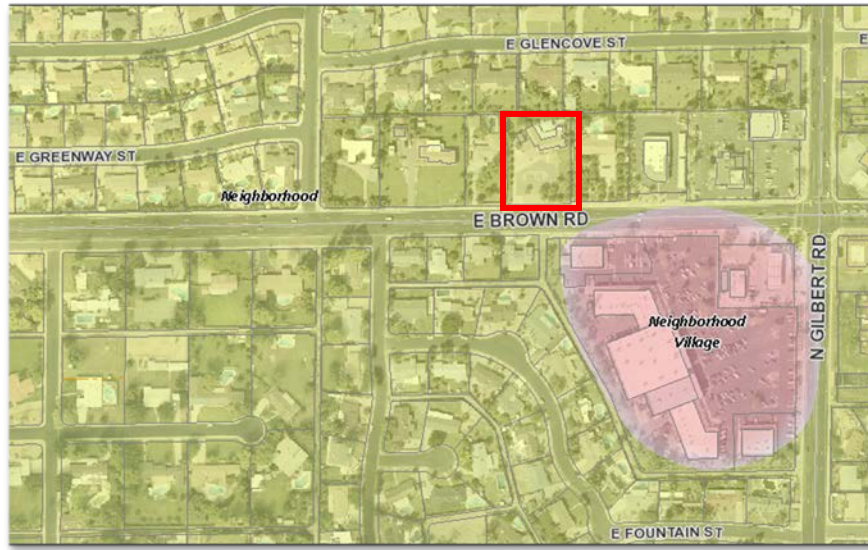 E GLENCOVE ST
E
E GREENWAY ST
Neighborhood
E BROWN RD
N GILBERT RD
Neighborhood
Village
E FOUNTAIN ST